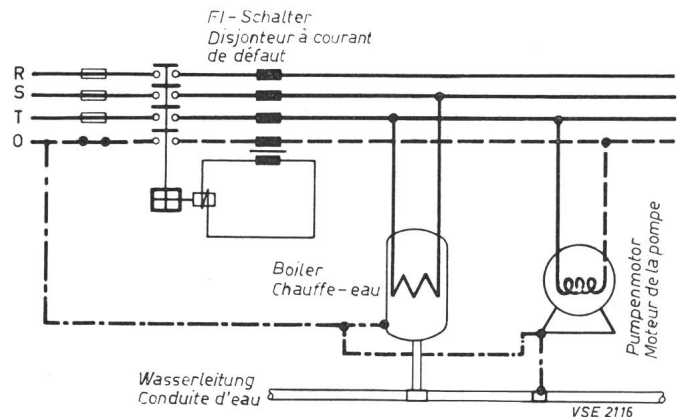 FI-Schalter
Disjonteur à courant
de défaut
R
S
T
O
Boiler
Chauffe-eau
Pumpenmotor
Moteur de la pompe
Wasserleitung
Conduite d'eau
VSE 2116